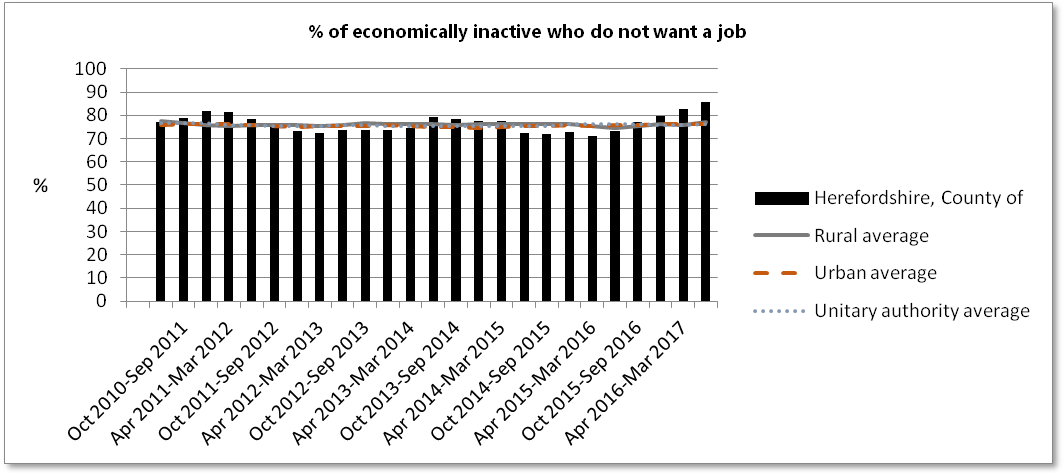 % of economically inactive who do not want a job
100
90
80
70
60
50
40
30
20
10
0
%
Oct 2010-Sep 2011
Apr 2011-Mar 2012
Oct 2011-Sep 2012
Apr 2012-Mar 2013
Oct 2012-Sep 2013
Apr 2013-Mar 2014
Oct 2013-Sep 2014
Apr 2014-Mar 2015
Oct 2014-Sep 2015
Apr 2015-Mar 2016
Oct 2015-Sep 2016
Apr 2016-Mar 2017
Herefordshire, County of
Rural average
Urban average
Unitary authority average